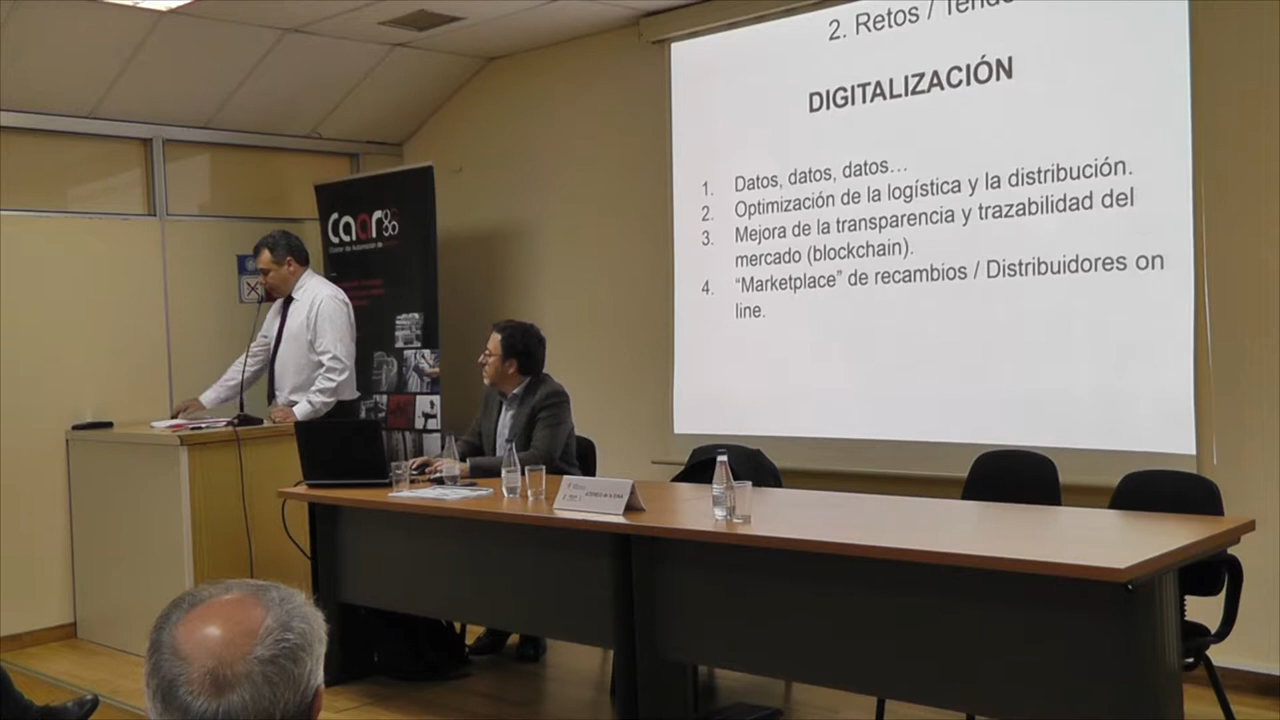 2. Retos /
DIGITALIZACIÓN
1. Datos, datos, datos…
2. Optimización de la logística y la distribución.
3. Mejora de la transparencia y trazabilidad del
mercado (blockchain).
4. “Marketplace” de recambios / Distribuidores on
line.
caar